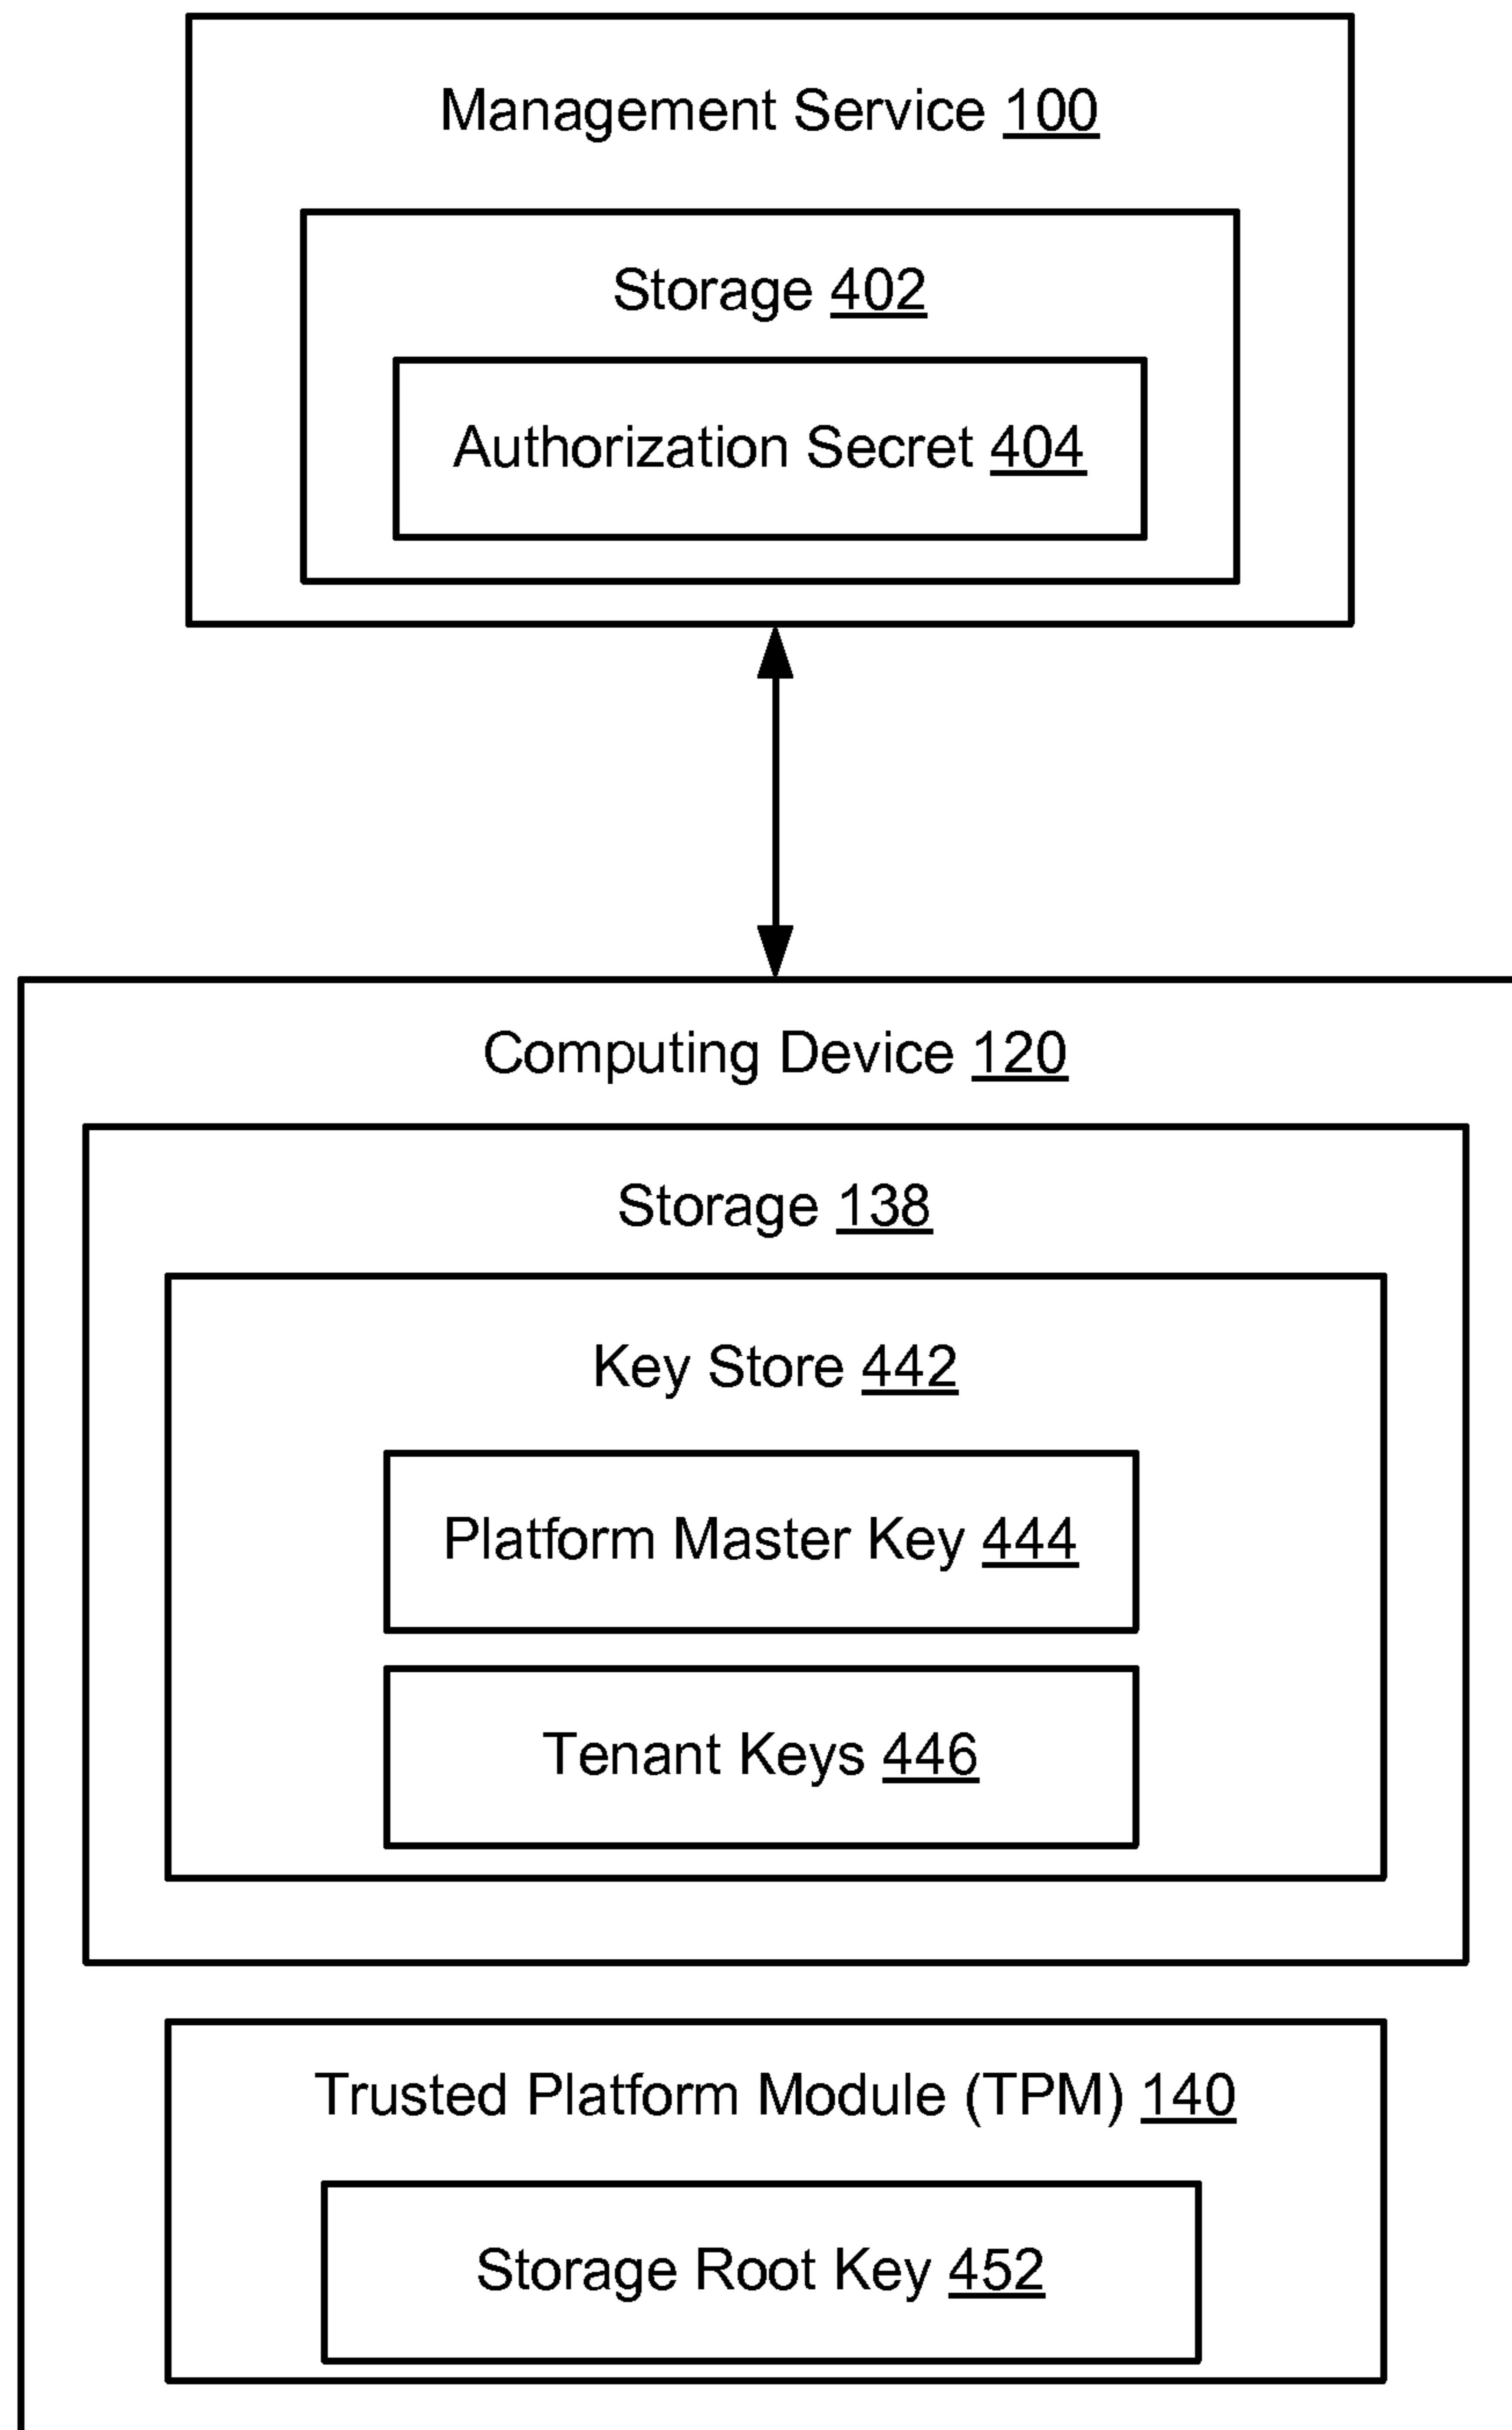 Management Service 100
Storage 402
Authorization Secret 404
Computing Device 120
Storage 138
Key Store 442
Platform Master Key 444
Tenant Keys 446
Trusted Platform Module (TPM) 140
Storage Root Key 452